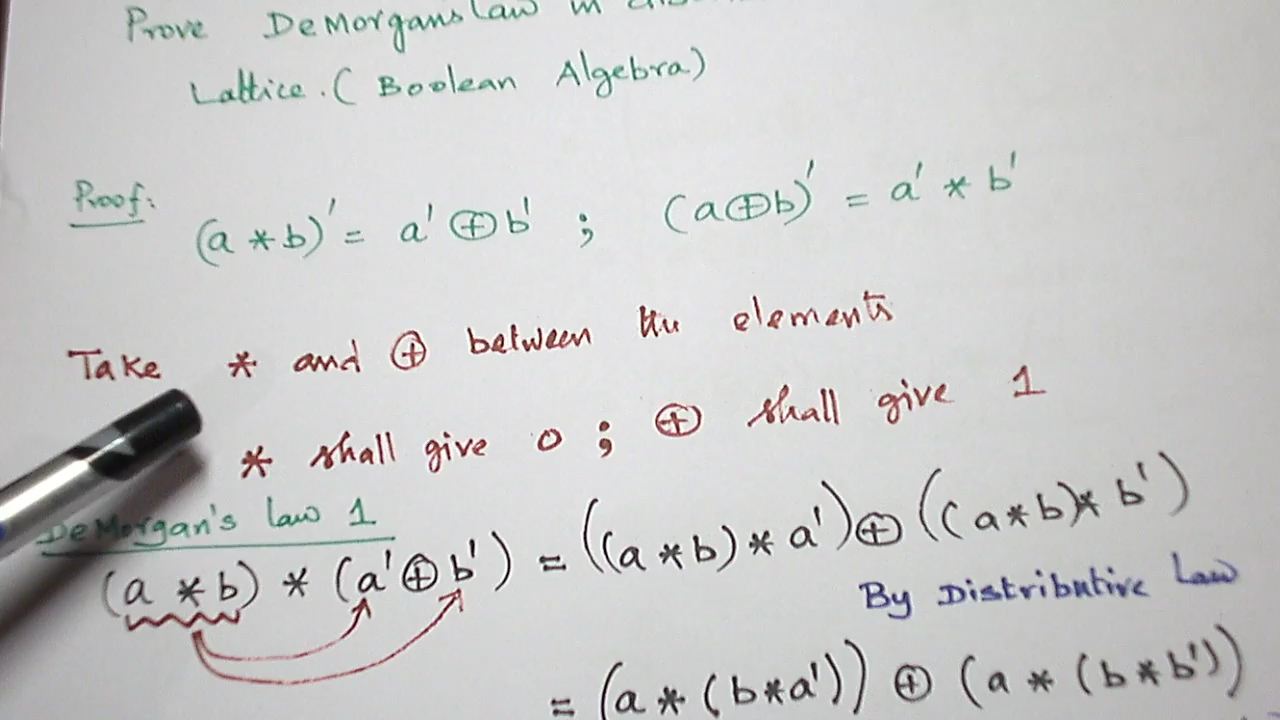 Prove DeMorgans Law in
Lattice. ( Boolean Algebra)
Proof:
(a * b)' = a' ⊕ b' ; (a⊕b)' = a' * b'
Take * and ⊕ between the elements
* shall give 0 ; ⊕ shall give 1
DeMorgan's law 1
(a * b) * (a' ⊕ b') = ((a * b) * a') ⊕ ((a * b) * b')
By Distributive Law
= (a * (b * a')) ⊕ (a * (b * b'))